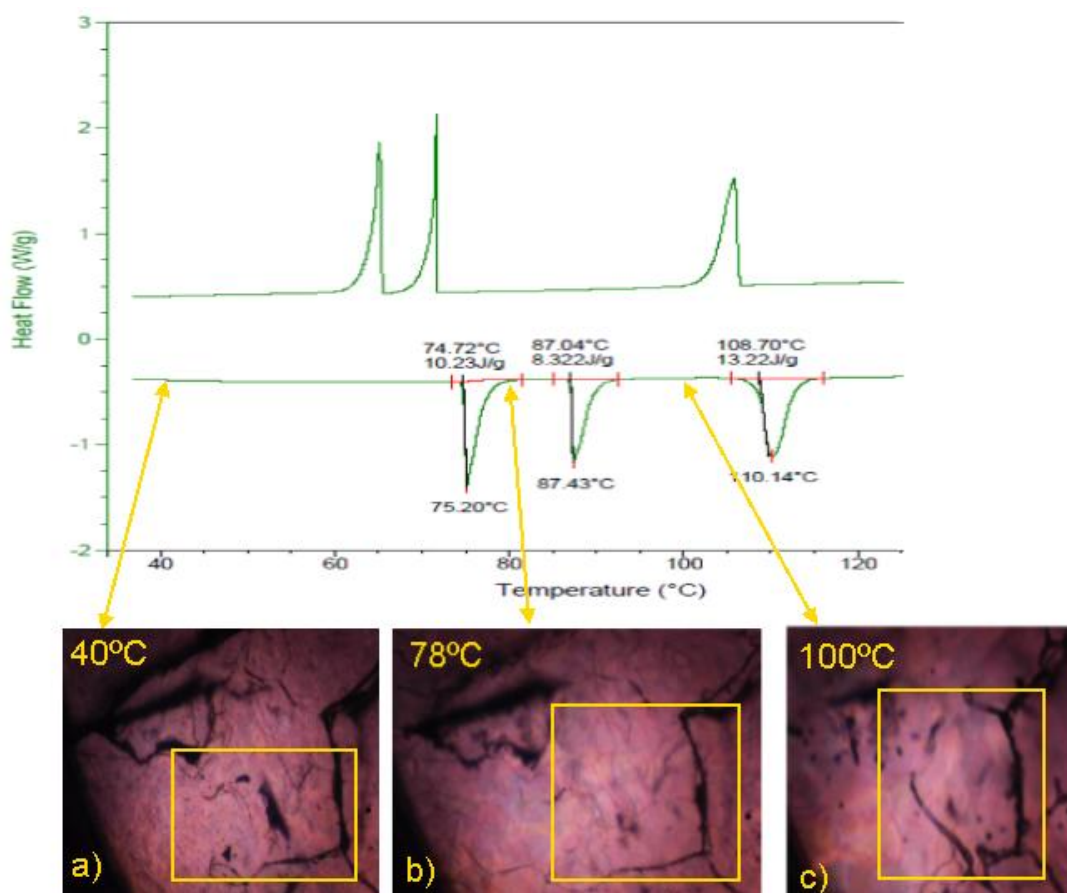 3
2
1
0
-1
-2
Heat Flow (W/g)
74.72°C
10.23J/g
87.04°C
8.322J/g
108.70°C
13.22J/g
75.20°C
87.43°C
110.14°C
40
60
80
100
120
Temperature (°C)
40ºC
78ºC
100ºC
a)
b)
c)